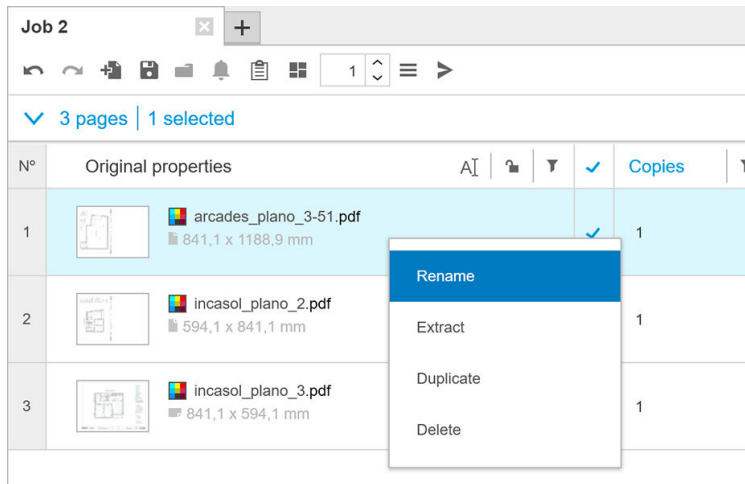 Job 2
1
3 pages | 1 selected
Nº Original properties Copies
1 arcades_plano_3-51.pdf 1
841,1 x 1188,9 mm
Rename
2 incasol_plano_2.pdf 1
594,1 x 841,1 mm
Extract
Duplicate
3 incasol_plano_3.pdf 1
841,1 x 594,1 mm
Delete